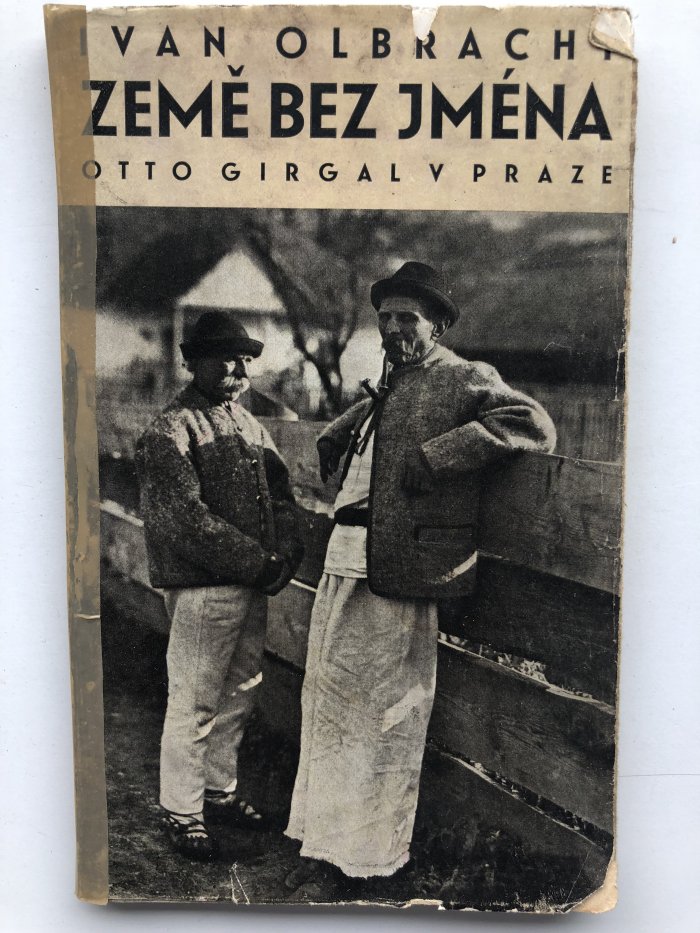 IVAN OLBRACHT
ZEMĚ BEZ JMÉNA
OTTO GIRGAL V PRAZE